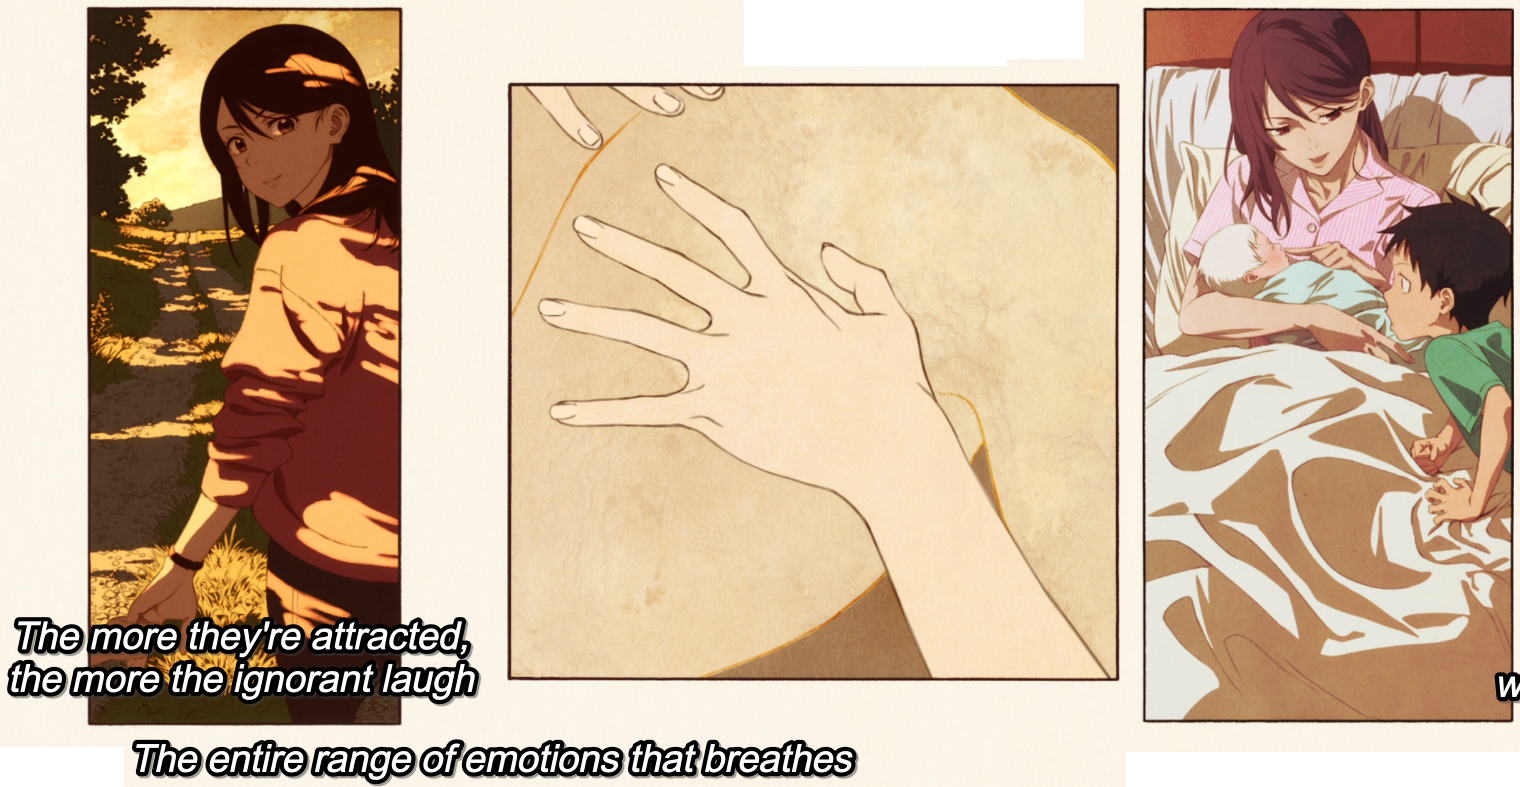 The more they're attracted,
the more the ignorant laugh
The entire range of emotions that breathes
w